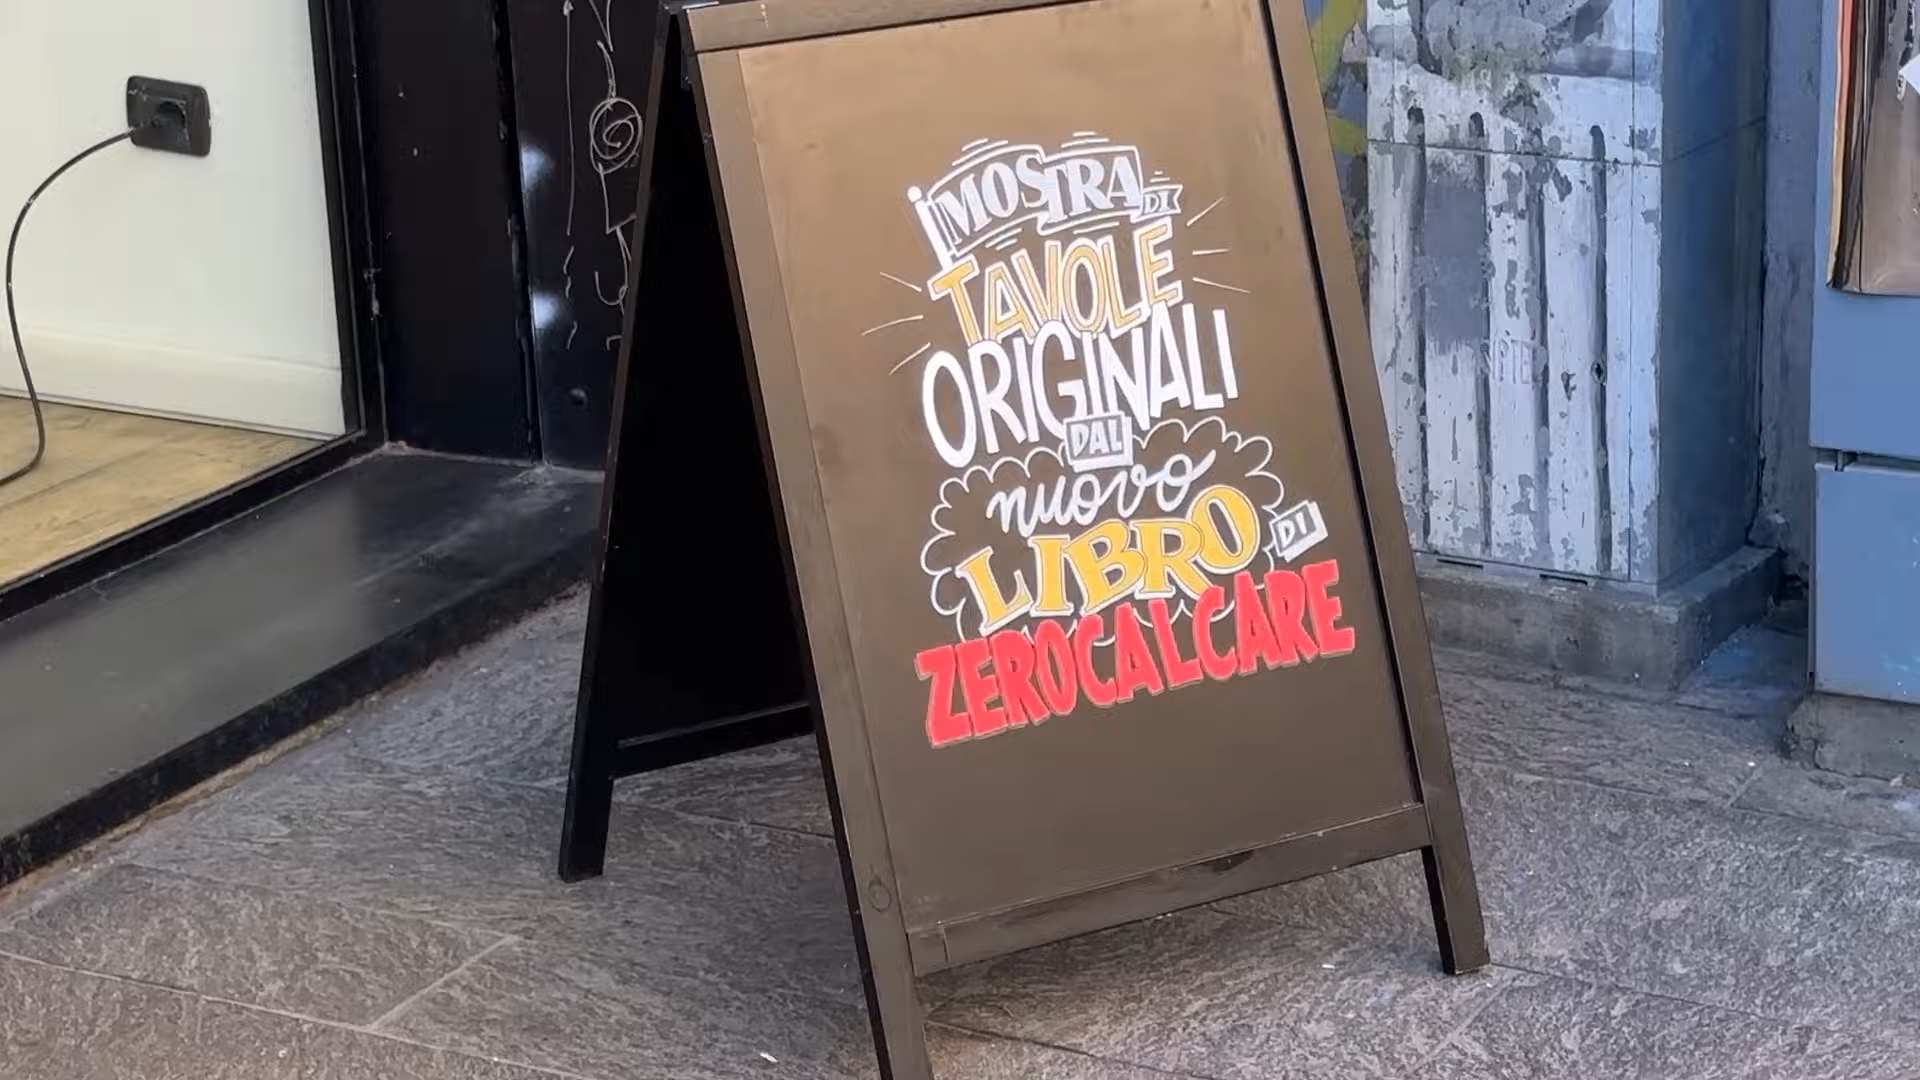 MOSTRA DI
TAVOLE
ORIGINALI
DAL
nuovo
LIBRO DI
ZEROCALCARE